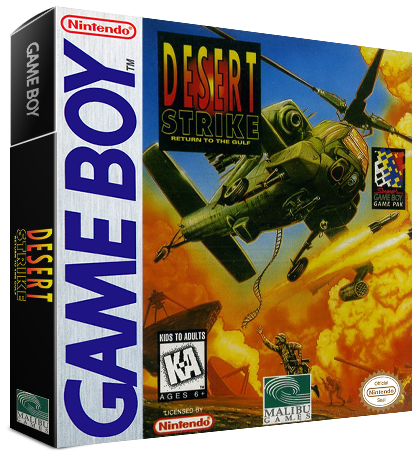 GAME BOY
DESERT
STRIKE
Nintendo®
GAME BOY™
DESERT
STRIKE
RETURN TO THE GULF
Super
GAME BOY
GAME PAK
KIDS TO ADULTS
K-A
AGES 6+
LICENSED BY
Nintendo
MALIBU
GAMES
Official
Nintendo
Seal